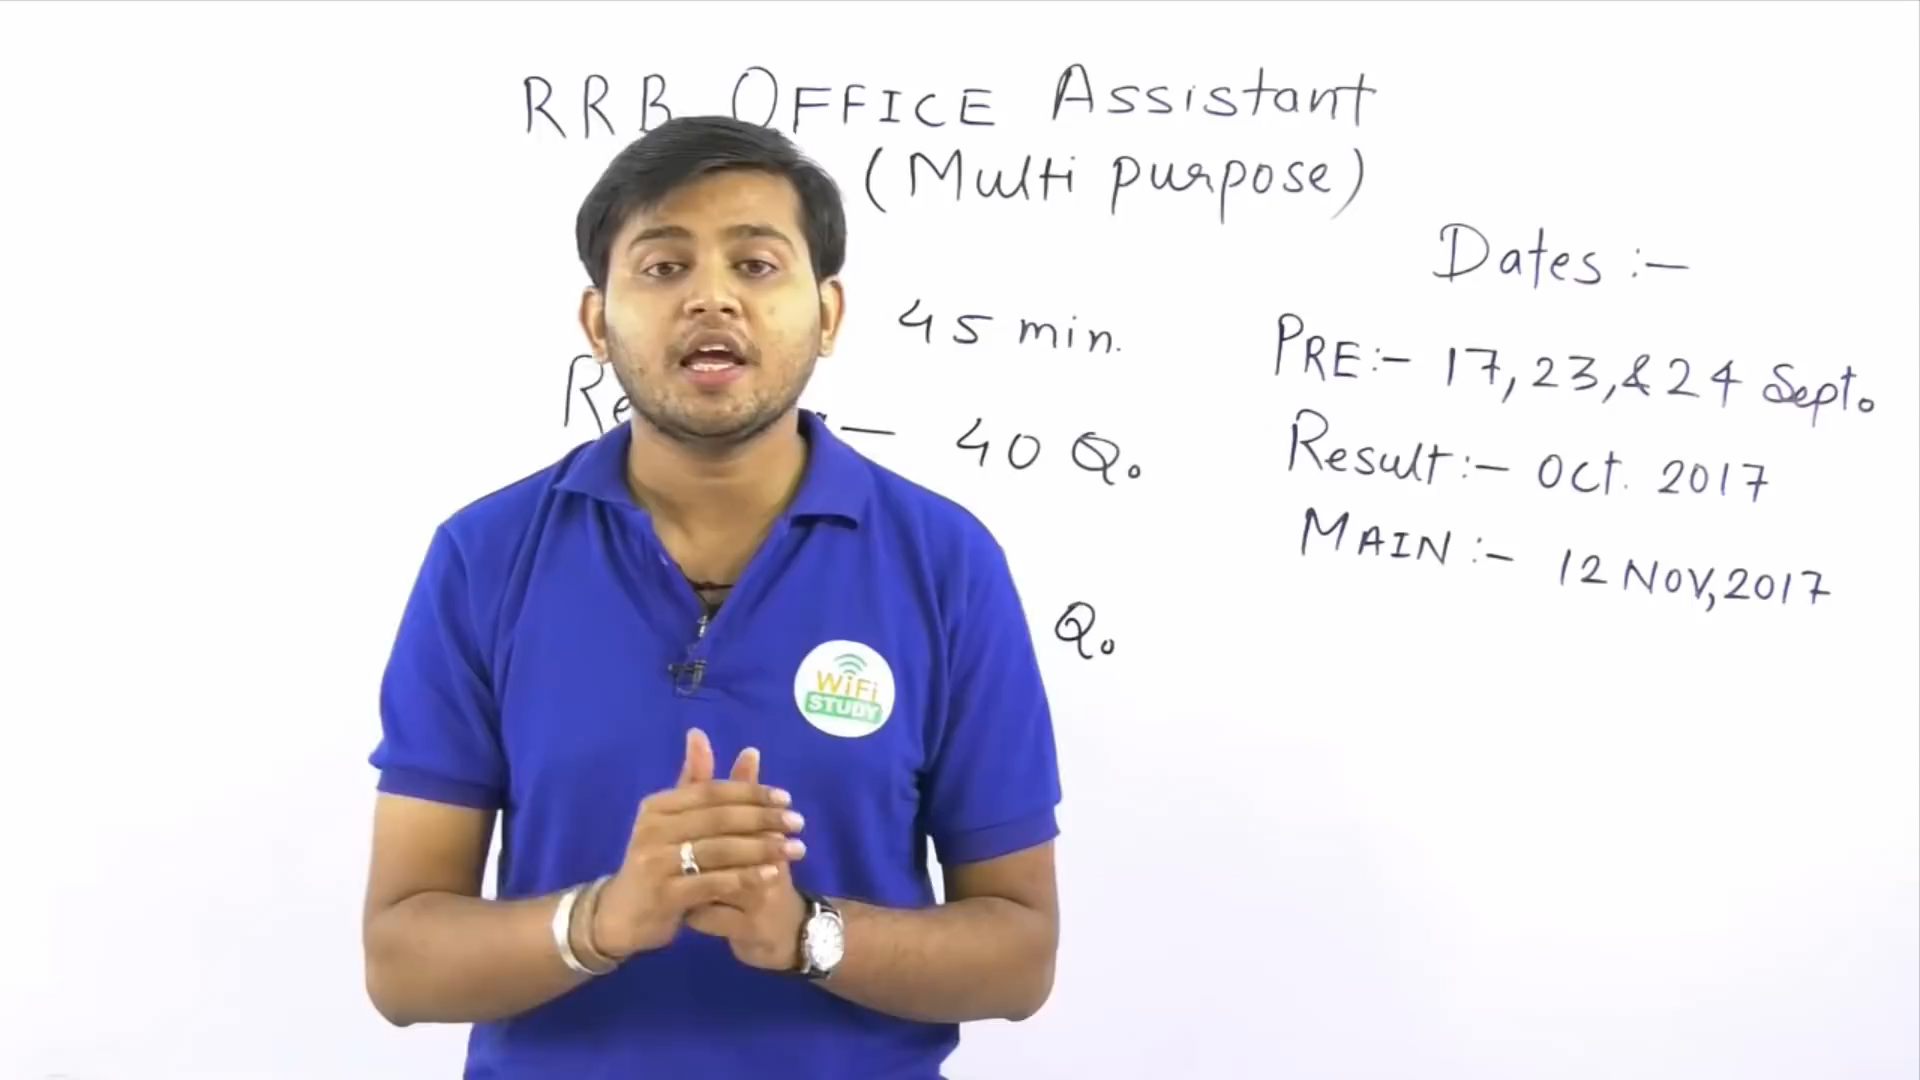 RRB OFFICE Assistant
(Multi purpose)
Dates :-
45 min.
PRE:- 17, 23, & 24 Sept.
— 40 Q.
Result:- Oct. 2017
MAIN :- 12 NOV, 2017
Q.
WiFi
STUDY